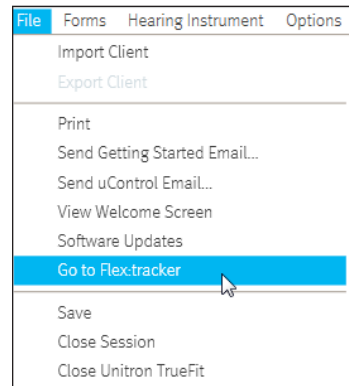 File Forms Hearing Instrument Options
Import Client
Export Client
Print
Send Getting Started Email...
Send uControl Email...
View Welcome Screen
Software Updates
Go to Flex:tracker
Save
Close Session
Close Unitron TrueFit